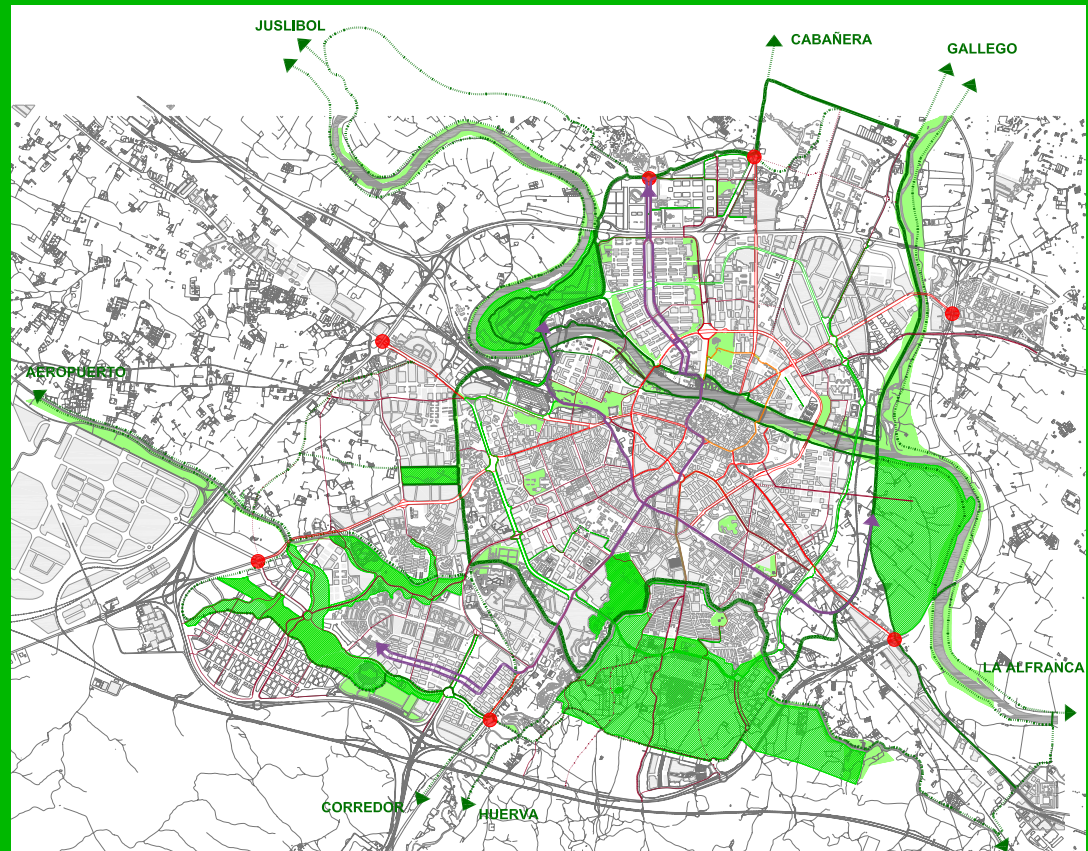 JUSLIBOL
CABAÑERA
GALLEGO
AEROPUERTO
LA ALFRANCA
CORREDOR
HUERVA